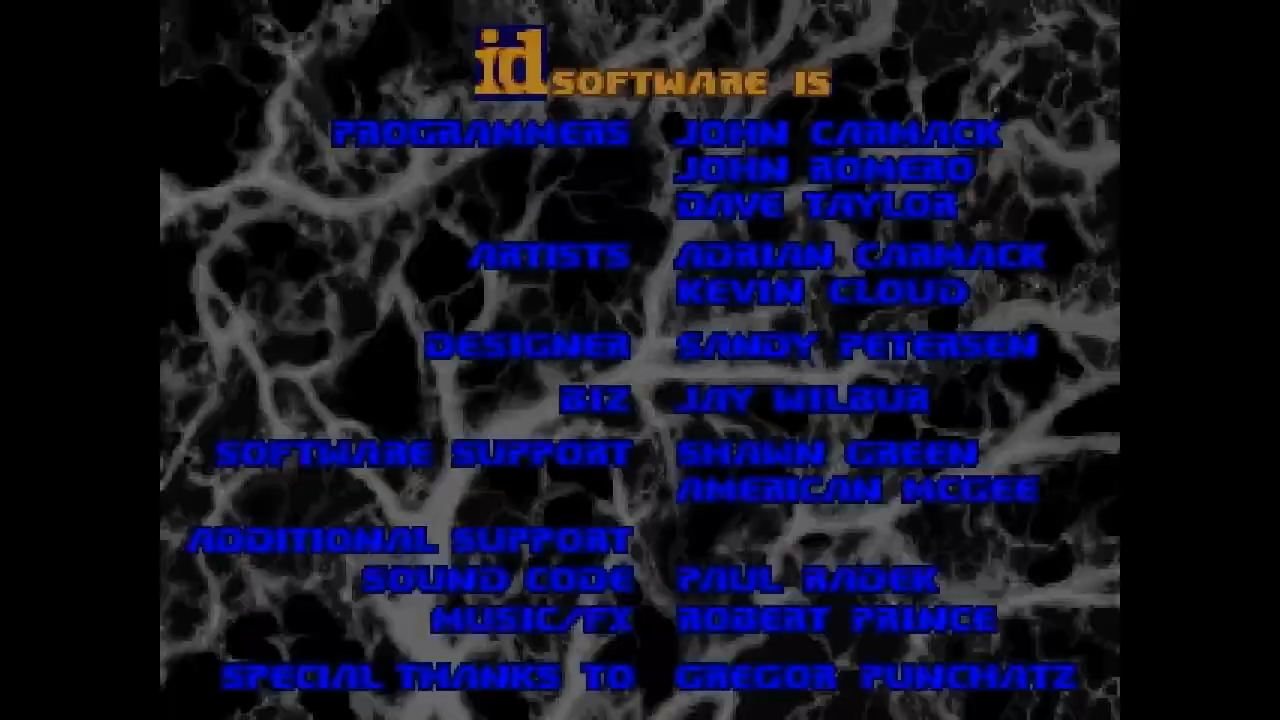 id SOFTWARE IS
PROGRAMMERS JOHN CARMACK
JOHN ROMERO
DAVE TAYLOR
ARTISTS ADRIAN CARMACK
KEVIN CLOUD
DESIGNER SANDY PETERSEN
BIZ JAY WILBUR
SOFTWARE SUPPORT SHAWN GREEN
AMERICAN MCGEE
ADDITIONAL SUPPORT
SOUND CODE PAUL RADEK
MUSIC/FX ROBERT PRINCE
SPECIAL THANKS TO GREGOR PUNCHATZ